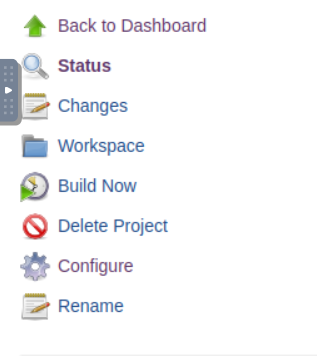 Back to Dashboard
Status
Changes
Workspace
Build Now
Delete Project
Configure
Rename